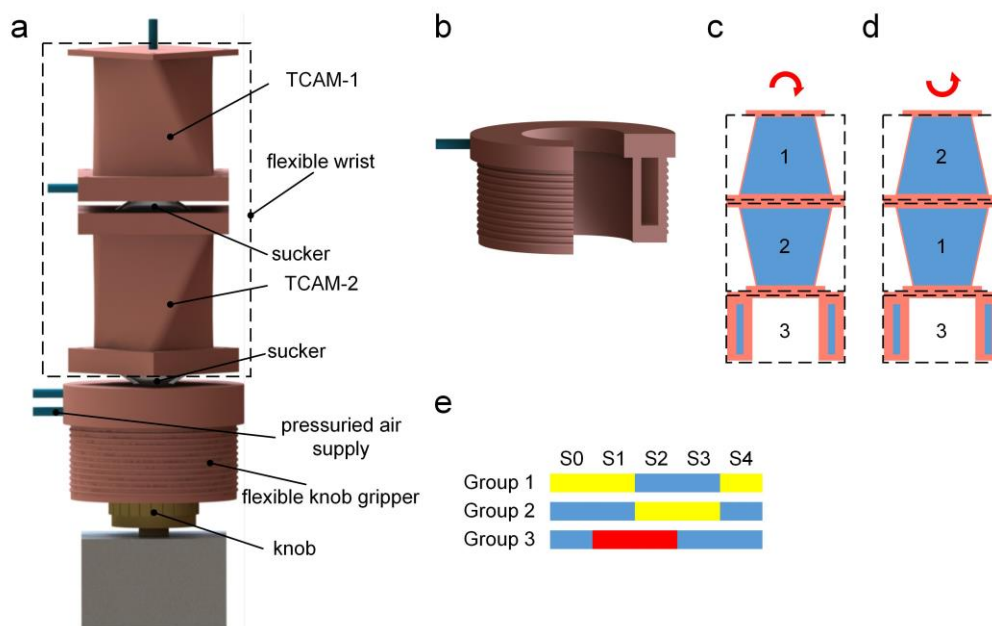 a
TCAM-1
flexible wrist
sucker
TCAM-2
sucker
pressuried air
supply
flexible knob gripper
knob
b
c
1
2
3
d
2
1
3
e
S0 S1 S2 S3 S4
Group 1
Group 2
Group 3